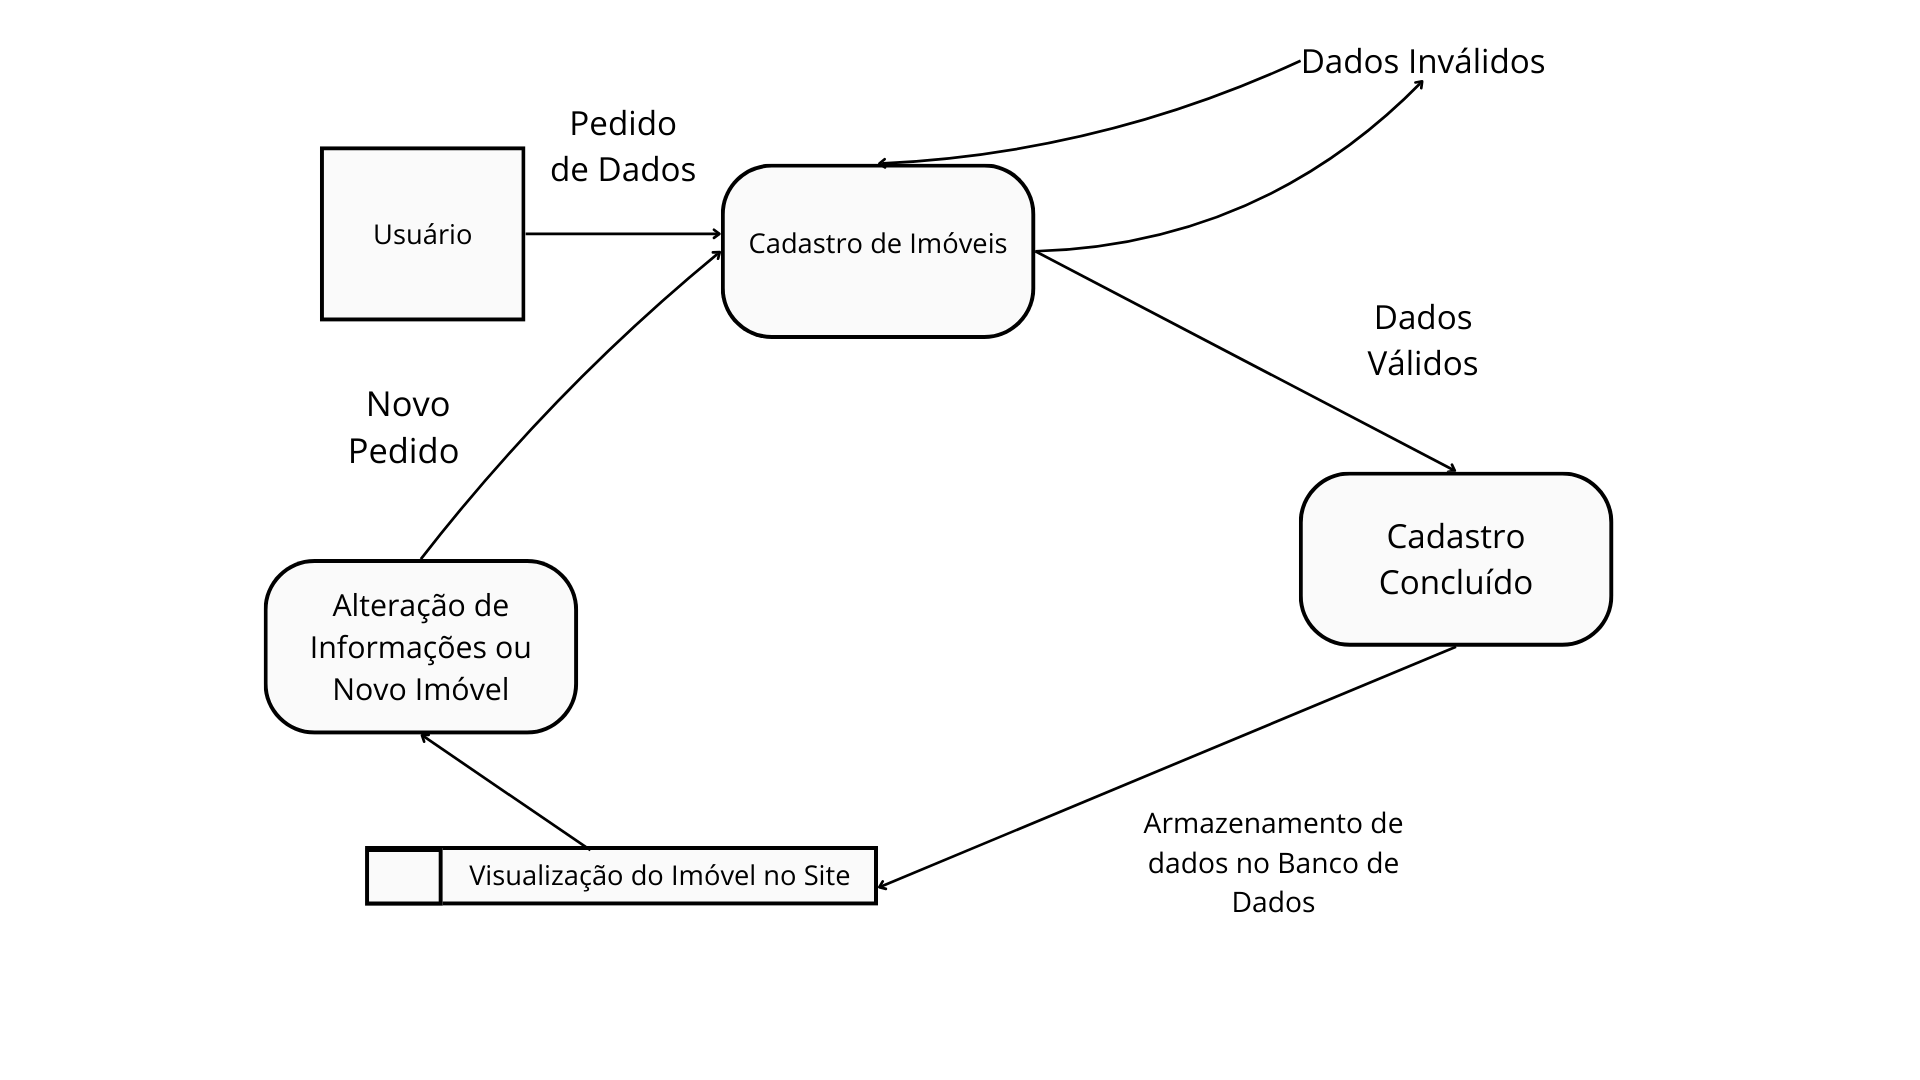 Dados Inválidos
Pedido
de Dados
Usuário
Cadastro de Imóveis
Dados
Válidos
Novo
Pedido
Cadastro
Concluído
Alteração de
Informações ou
Novo Imóvel
Armazenamento de
dados no Banco de
Dados
Visualização do Imóvel no Site